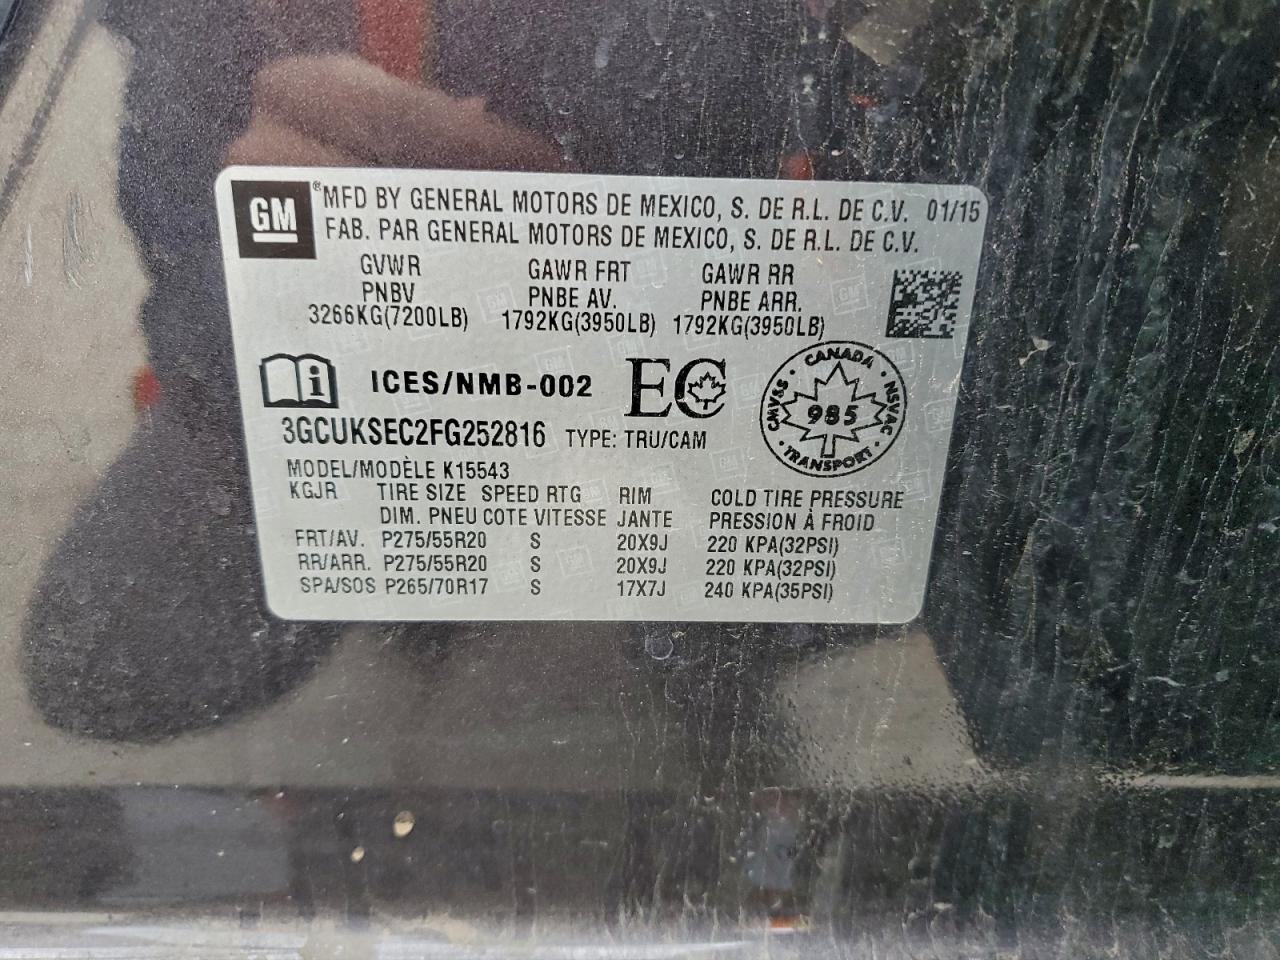 GM® MFD BY GENERAL MOTORS DE MEXICO, S. DE R.L. DE C.V. 01/15
FAB. PAR GENERAL MOTORS DE MEXICO, S. DE R.L. DE C.V.
GVWR GAWR FRT GAWR RR
PNBV PNBE AV. PNBE ARR.
3266KG(7200LB) 1792KG(3950LB) 1792KG(3950LB)
i ICES/NMB-002 EC
CANADA
CMVSS 985 NSVAC
TRANSPORT
3GCUKSEC2FG252816 TYPE: TRU/CAM
MODEL/MODÈLE K15543
KGJR TIRE SIZE SPEED RTG RIM COLD TIRE PRESSURE
DIM. PNEU COTE VITESSE JANTE PRESSION À FROID
FRT/AV. P275/55R20 S 20X9J 220 KPA(32PSI)
RR/ARR. P275/55R20 S 20X9J 220 KPA(32PSI)
SPA/SOS P265/70R17 S 17X7J 240 KPA(35PSI)